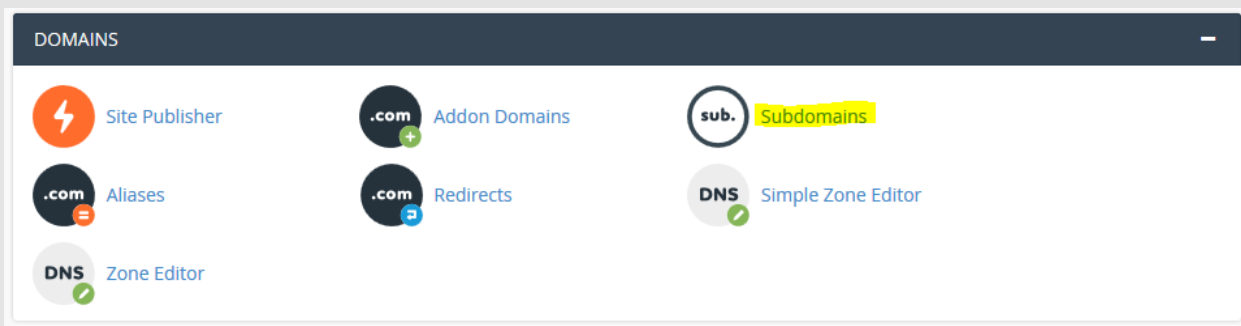 DOMAINS
Site Publisher
.com Addon Domains
sub. Subdomains
.com Aliases
.com Redirects
DNS Simple Zone Editor
DNS Zone Editor